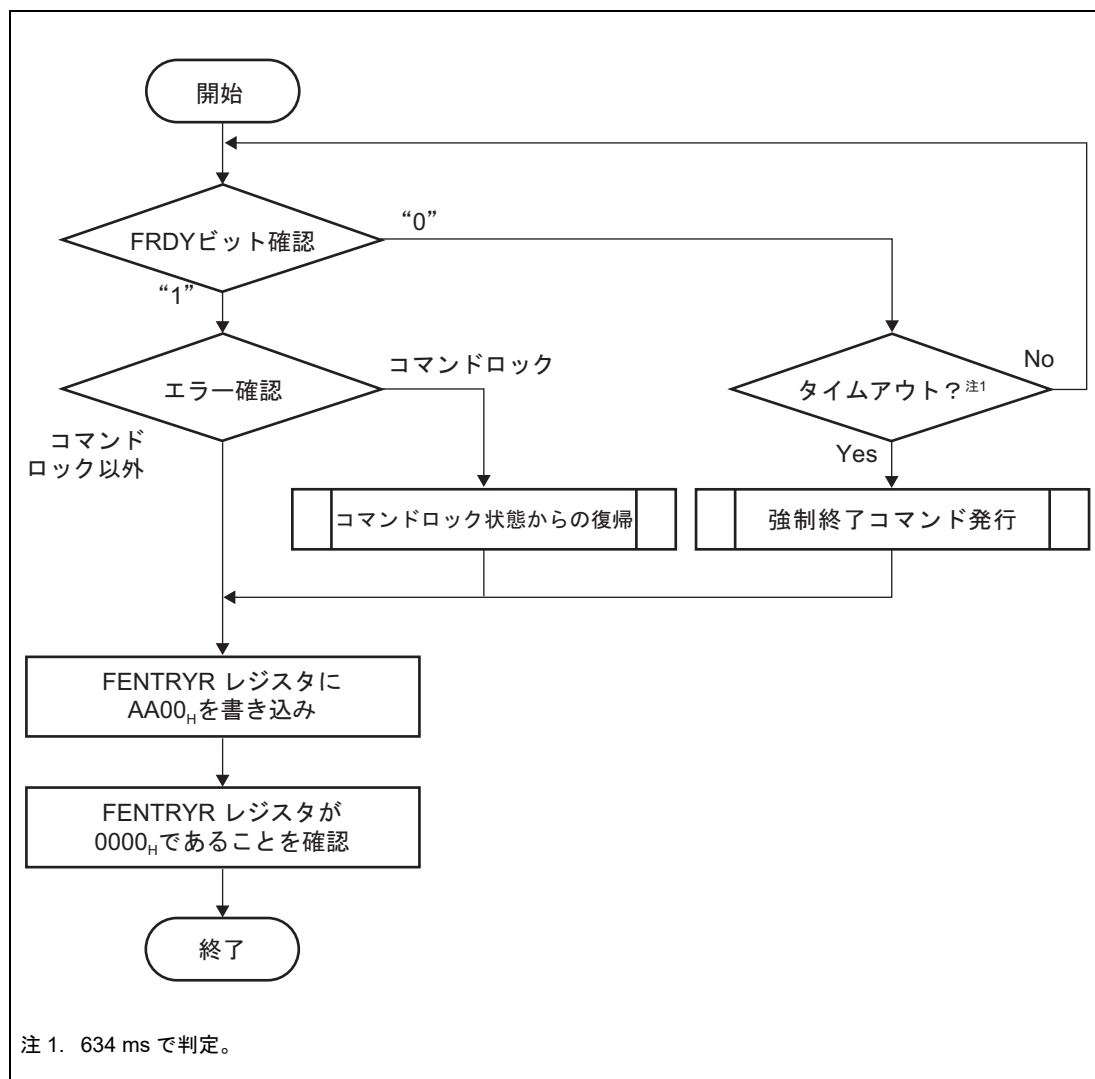 開始
FRDYビット確認
“0”
“1”
エラー確認
コマンドロック
コマンド
ロック以外
タイムアウト？注1
No
Yes
コマンドロック状態からの復帰
強制終了コマンド発行
FENTRYR レジスタに
AA00Hを書き込み
FENTRYR レジスタが
0000Hであることを確認
終了
注 1. 634 ms で判定。